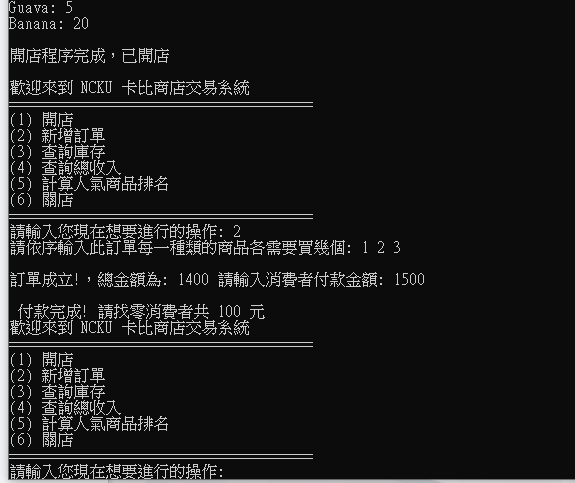 Guava: 5
Banana: 20
開店程序完成，已開店
歡迎來到 NCKU 卡比商店交易系統
(1) 開店
(2) 新增訂單
(3) 查詢庫存
(4) 查詢總收入
(5) 計算人氣商品排名
(6) 關店
請輸入您現在想要進行的操作: 2
請依序輸入此訂單每一種類的商品各需要買幾個: 1 2 3
訂單成立!，總金額為: 1400 請輸入消費者付款金額: 1500
付款完成! 請找零消費者共 100 元
歡迎來到 NCKU 卡比商店交易系統
(1) 開店
(2) 新增訂單
(3) 查詢庫存
(4) 查詢總收入
(5) 計算人氣商品排名
(6) 關店
請輸入您現在想要進行的操作: